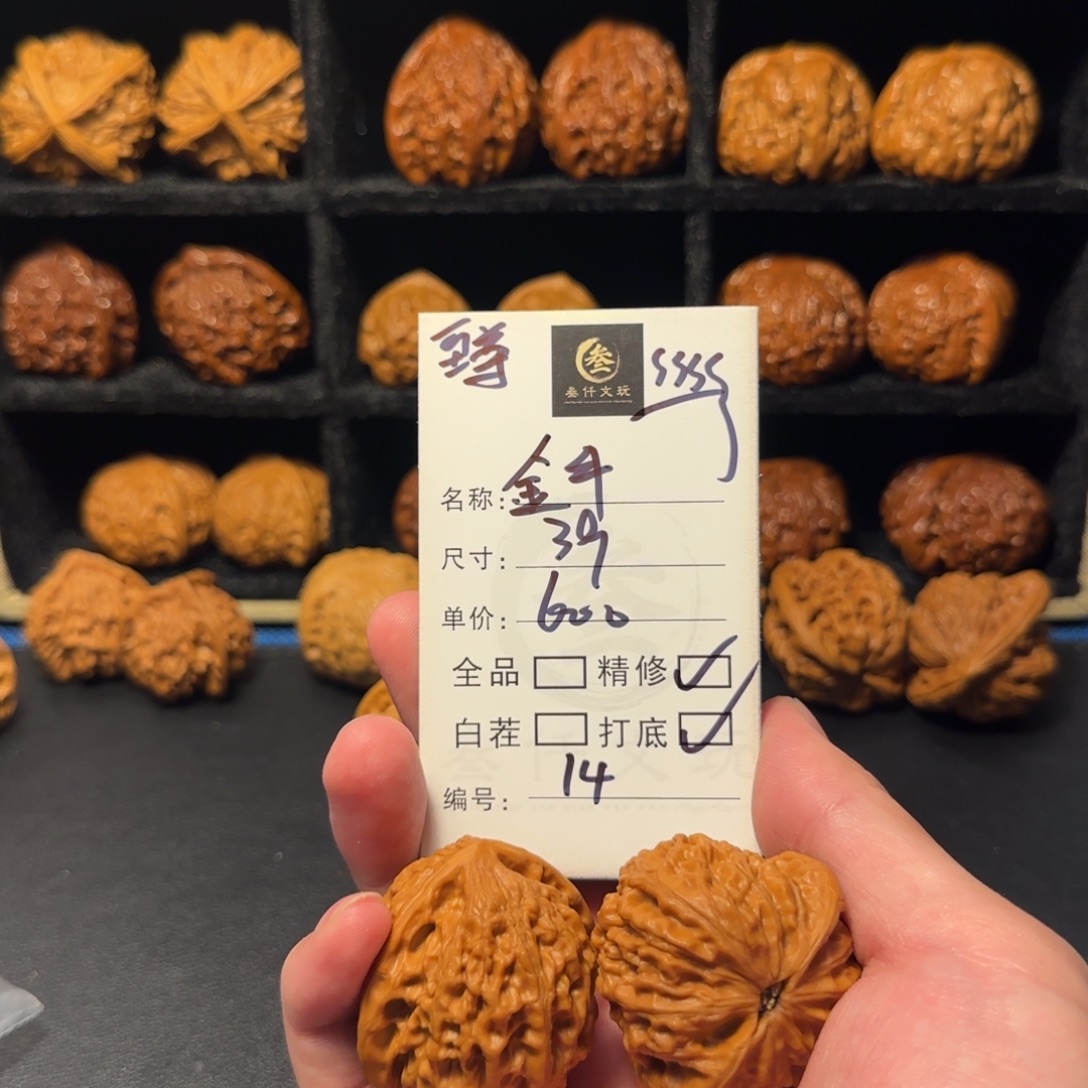 叁
叁仟文玩
SSSS
名称: 金牛
尺寸: 39
单价: 600
全品 精修 ✓
白茬 打底 ✓
编号: 14